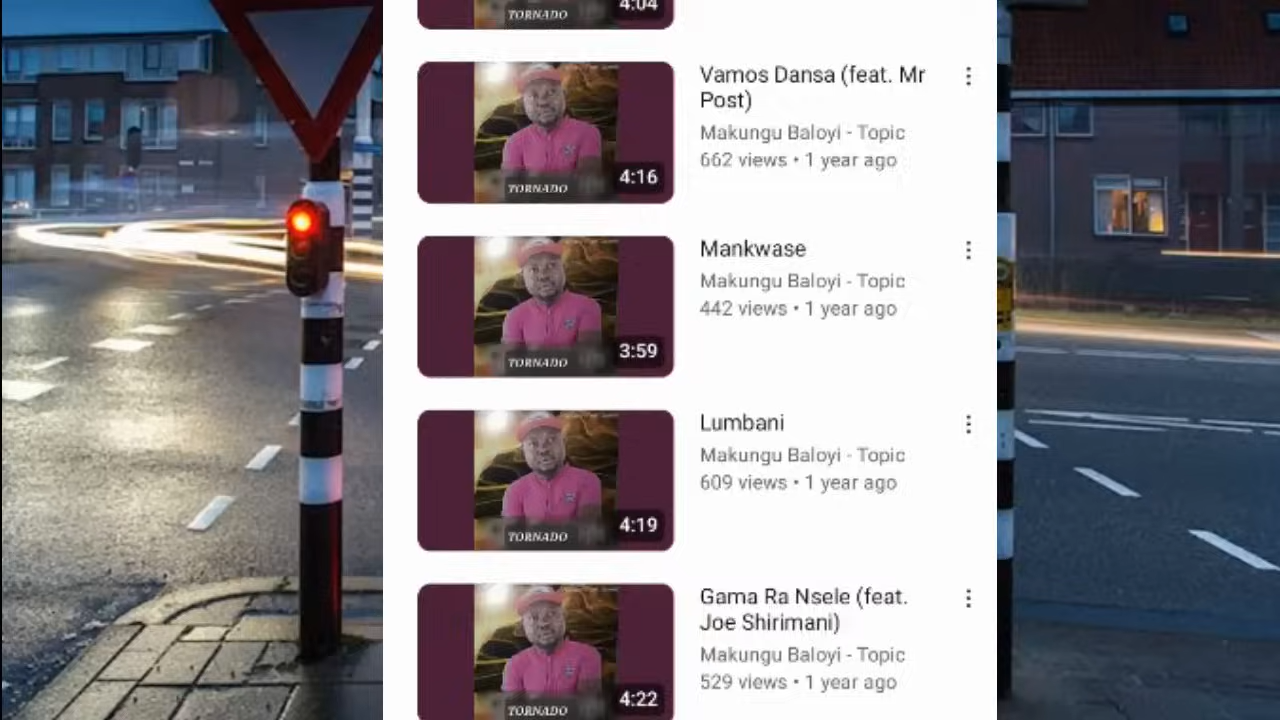 4:04
TORNADO
Vamos Dansa (feat. Mr
Post)
Makungu Baloyi - Topic
662 views • 1 year ago
4:16
TORNADO
Mankwase
Makungu Baloyi - Topic
442 views • 1 year ago
3:59
TORNADO
Lumbani
Makungu Baloyi - Topic
609 views • 1 year ago
4:19
TORNADO
Gama Ra Nsele (feat.
Joe Shirimani)
Makungu Baloyi - Topic
529 views • 1 year ago
4:22
TORNADO